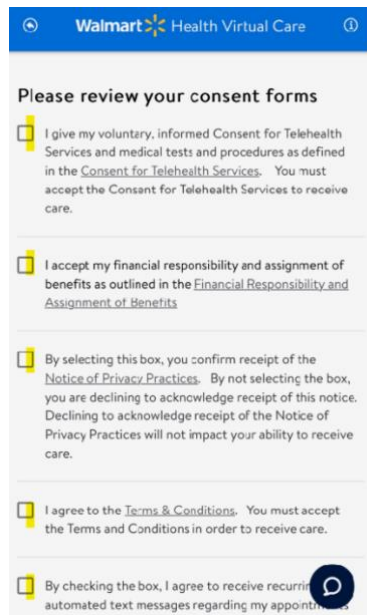 Walmart Health Virtual Care
Please review your consent forms
I give my voluntary, informed Consent for Telehealth
Services and medical tests and procedures as defined
in the Consent for Telehealth Services. You must
accept the Consent for Telehealth Services to receive
care.
I accept my financial responsibility and assignment of
benefits as outlined in the Financial Responsibility and
Assignment of Benefits
By selecting this box, you confirm receipt of the
Notice of Privacy Practices. By not selecting the box,
you are declining to acknowledge receipt of this notice.
Declining to acknowledge receipt of the Notice of
Privacy Practices will not impact your ability to receive
care.
I agree to the Terms & Conditions. You must accept
the Terms and Conditions in order to receive care.
By checking the box, I agree to receive
automated text messages regarding my